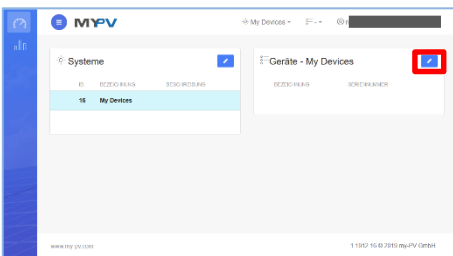 MYPV
My Devices
Systeme
Geräte - My Devices
ID BEZEICHNUNG BESCHREIBUNG
BEZEICHNUNG SERIENNUMMER
16 My Devices
www.my-pv.com
2019 my-PV GmbH